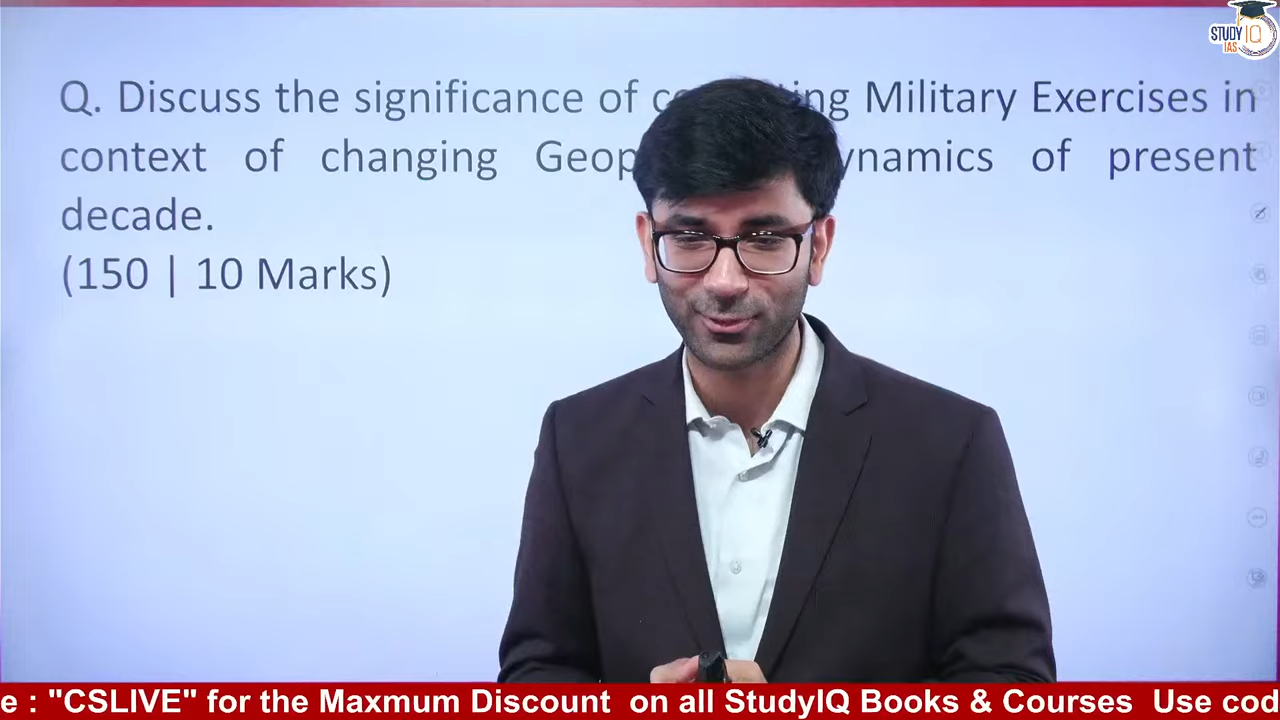 STUDY IQ
IAS
Q. Discuss the significance of Military Exercises in
context of changing of present
decade.
(150 | 10 Marks)
e : "CSLIVE" for the Maxmum Discount on all StudyIQ Books & Courses Use cod